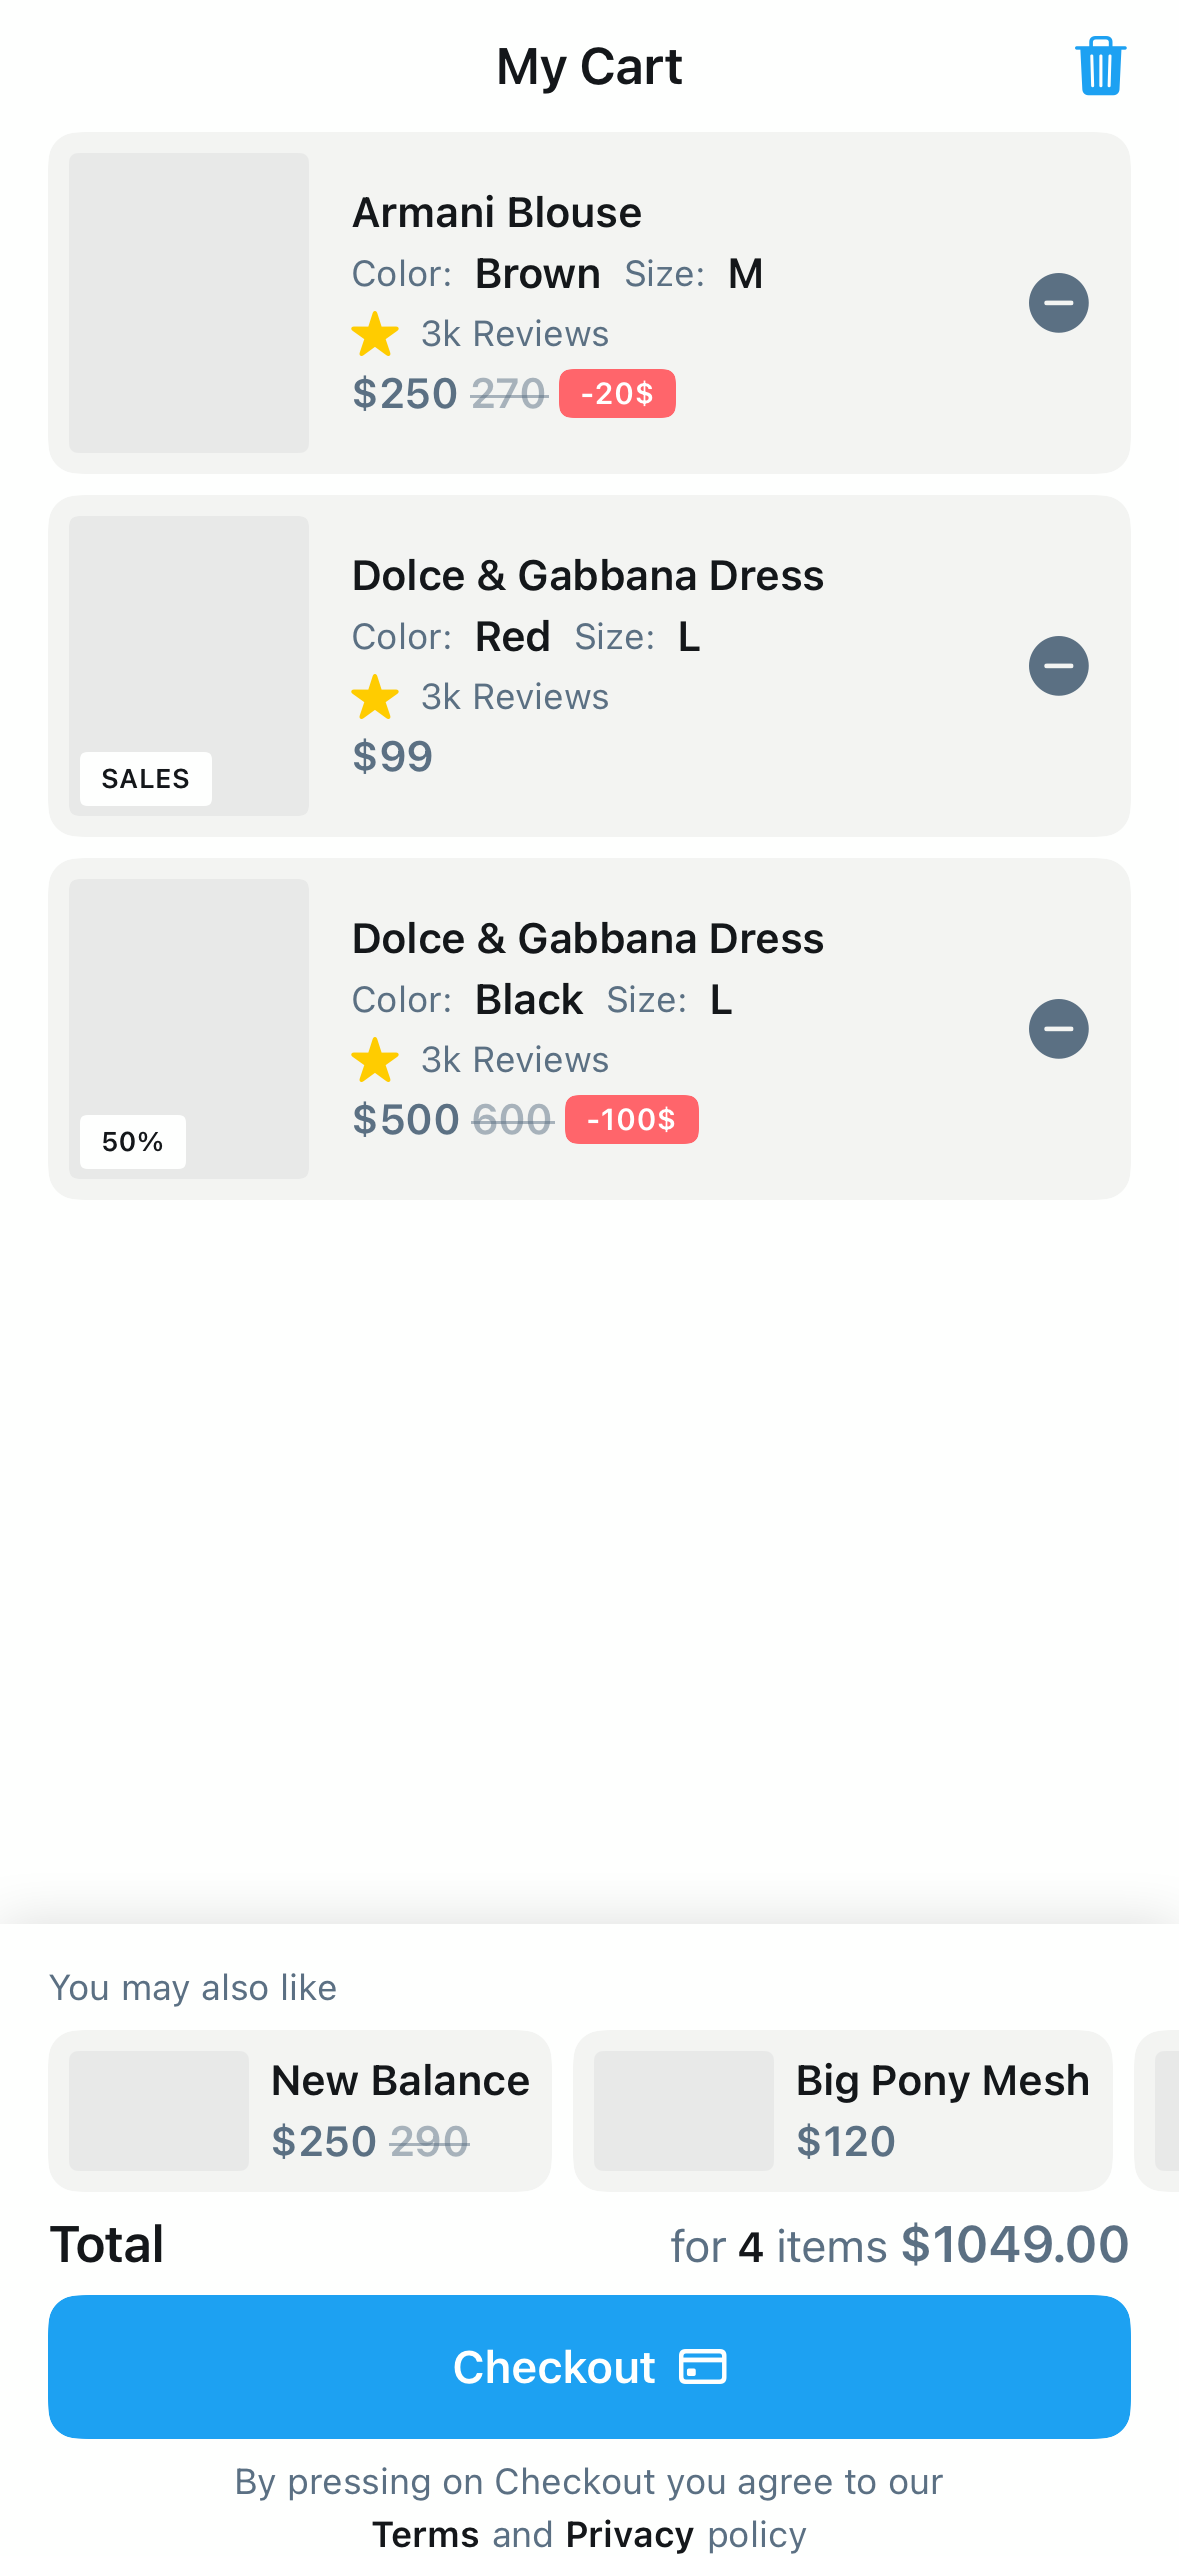 My Cart
Armani Blouse
Color: Brown Size: M
3k Reviews
$250 270 -20$
Dolce & Gabbana Dress
Color: Red Size: L
3k Reviews
$99
SALES
Dolce & Gabbana Dress
Color: Black Size: L
3k Reviews
$500 600 -100$
50%
You may also like
New Balance
$250 290
Big Pony Mesh
$120
Total for 4 items $1049.00
Checkout
By pressing on Checkout you agree to our
Terms and Privacy policy